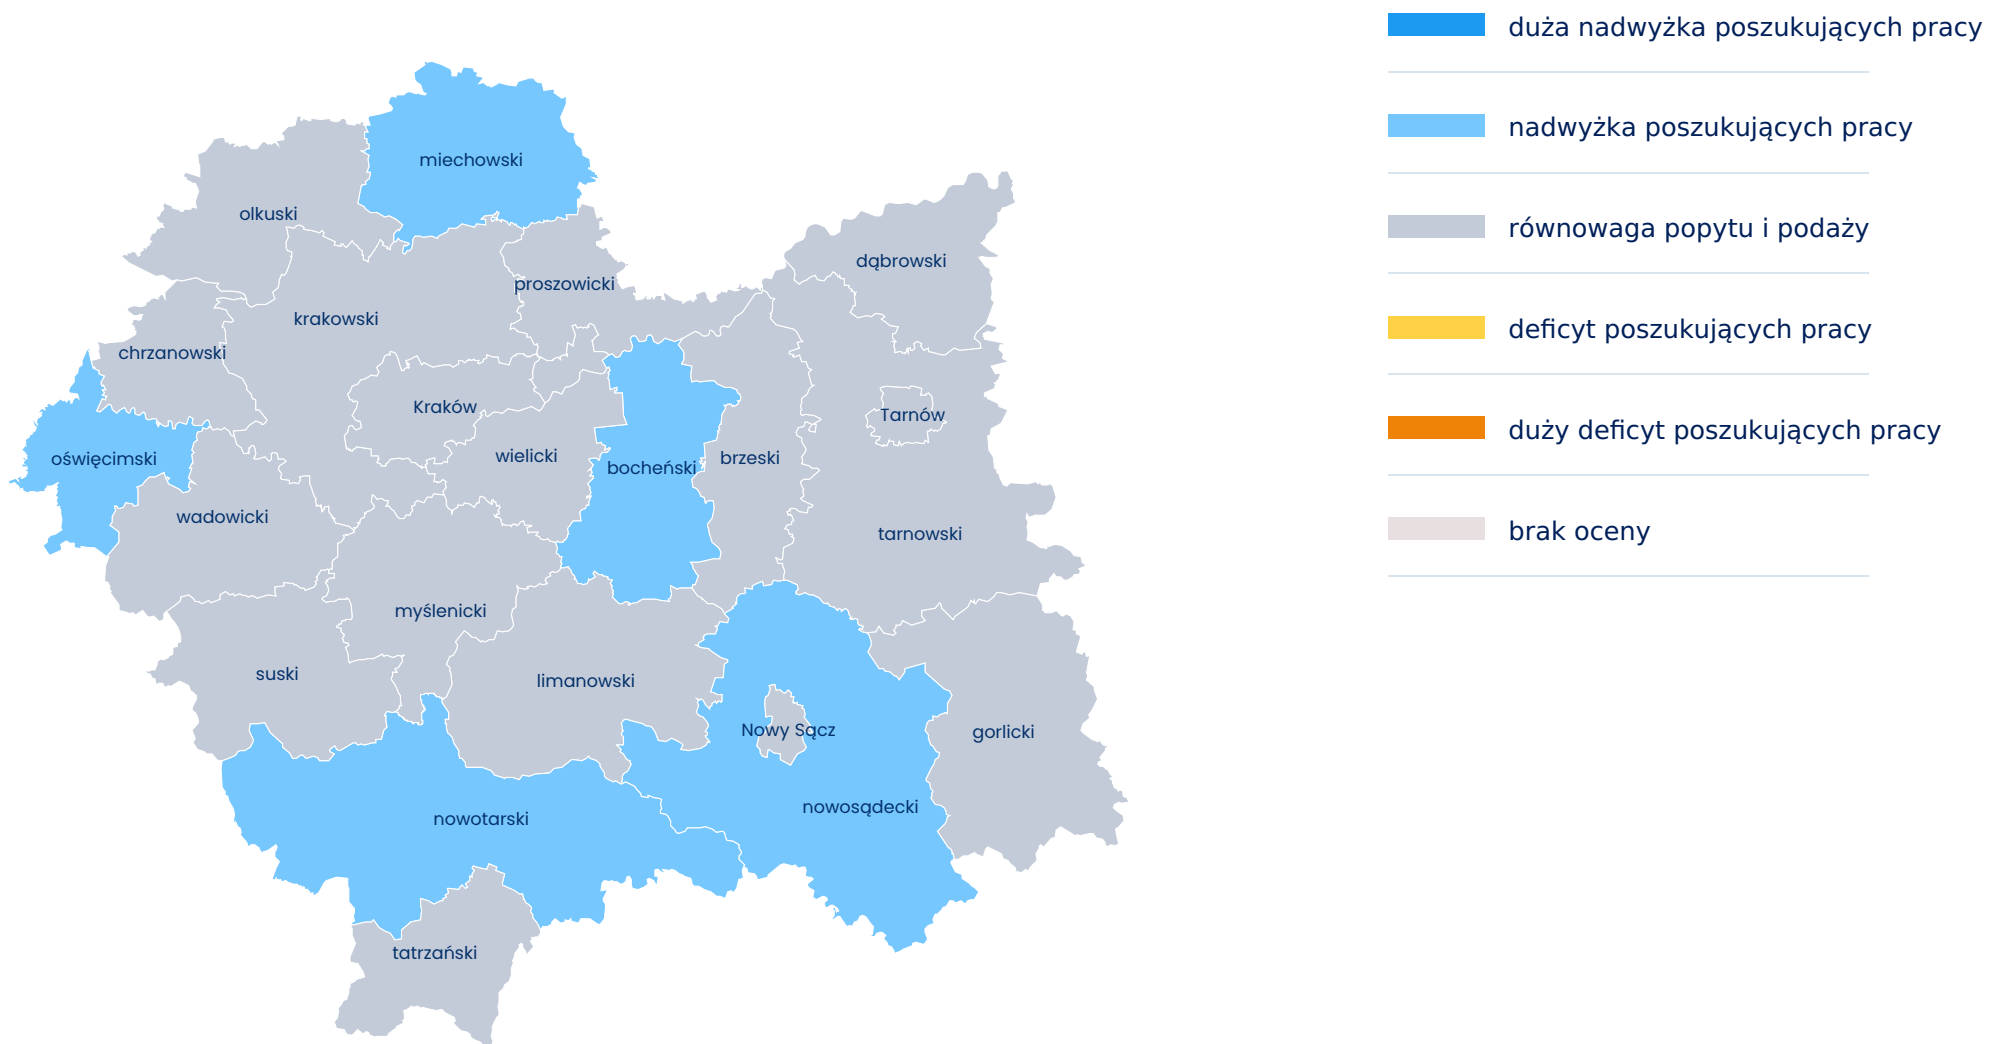 miechowski
olkuski
dąbrowski
proszowicki
krakowski
chrzanowski
Kraków
Tarnów
oświęcimski
wielicki
bocheński
brzeski
wadowicki
tarnowski
myślenicki
suski
limanowski
Nowy Sącz
gorlicki
nowosądecki
nowotarski
tatrzański
duża nadwyżka poszukujących pracy
nadwyżka poszukujących pracy
równowaga popytu i podaży
deficyt poszukujących pracy
duży deficyt poszukujących pracy
brak oceny